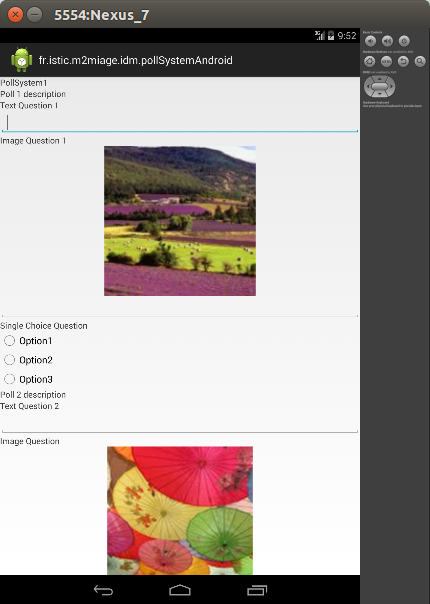 5554:Nexus_7
3G 9:52
fr.istic.m2miage.idm.pollSystemAndroid
PollSystem1
Poll 1 description
Text Question 1
Image Question 1
Single Choice Question
Option1
Option2
Option3
Poll 2 description
Text Question 2
Image Question